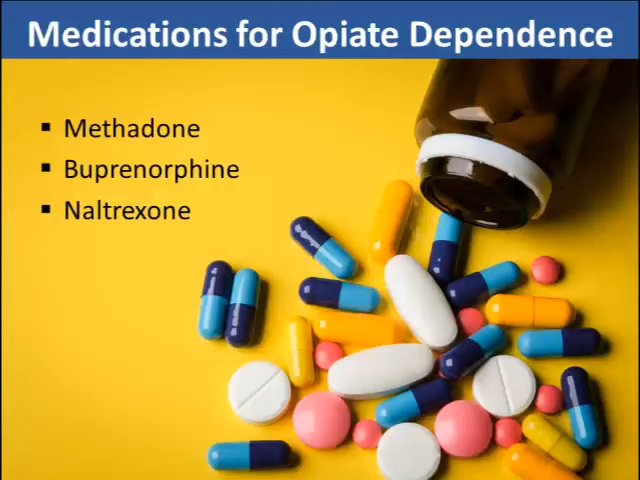 Medications for Opiate Dependence
▪ Methadone
▪ Buprenorphine
▪ Naltrexone